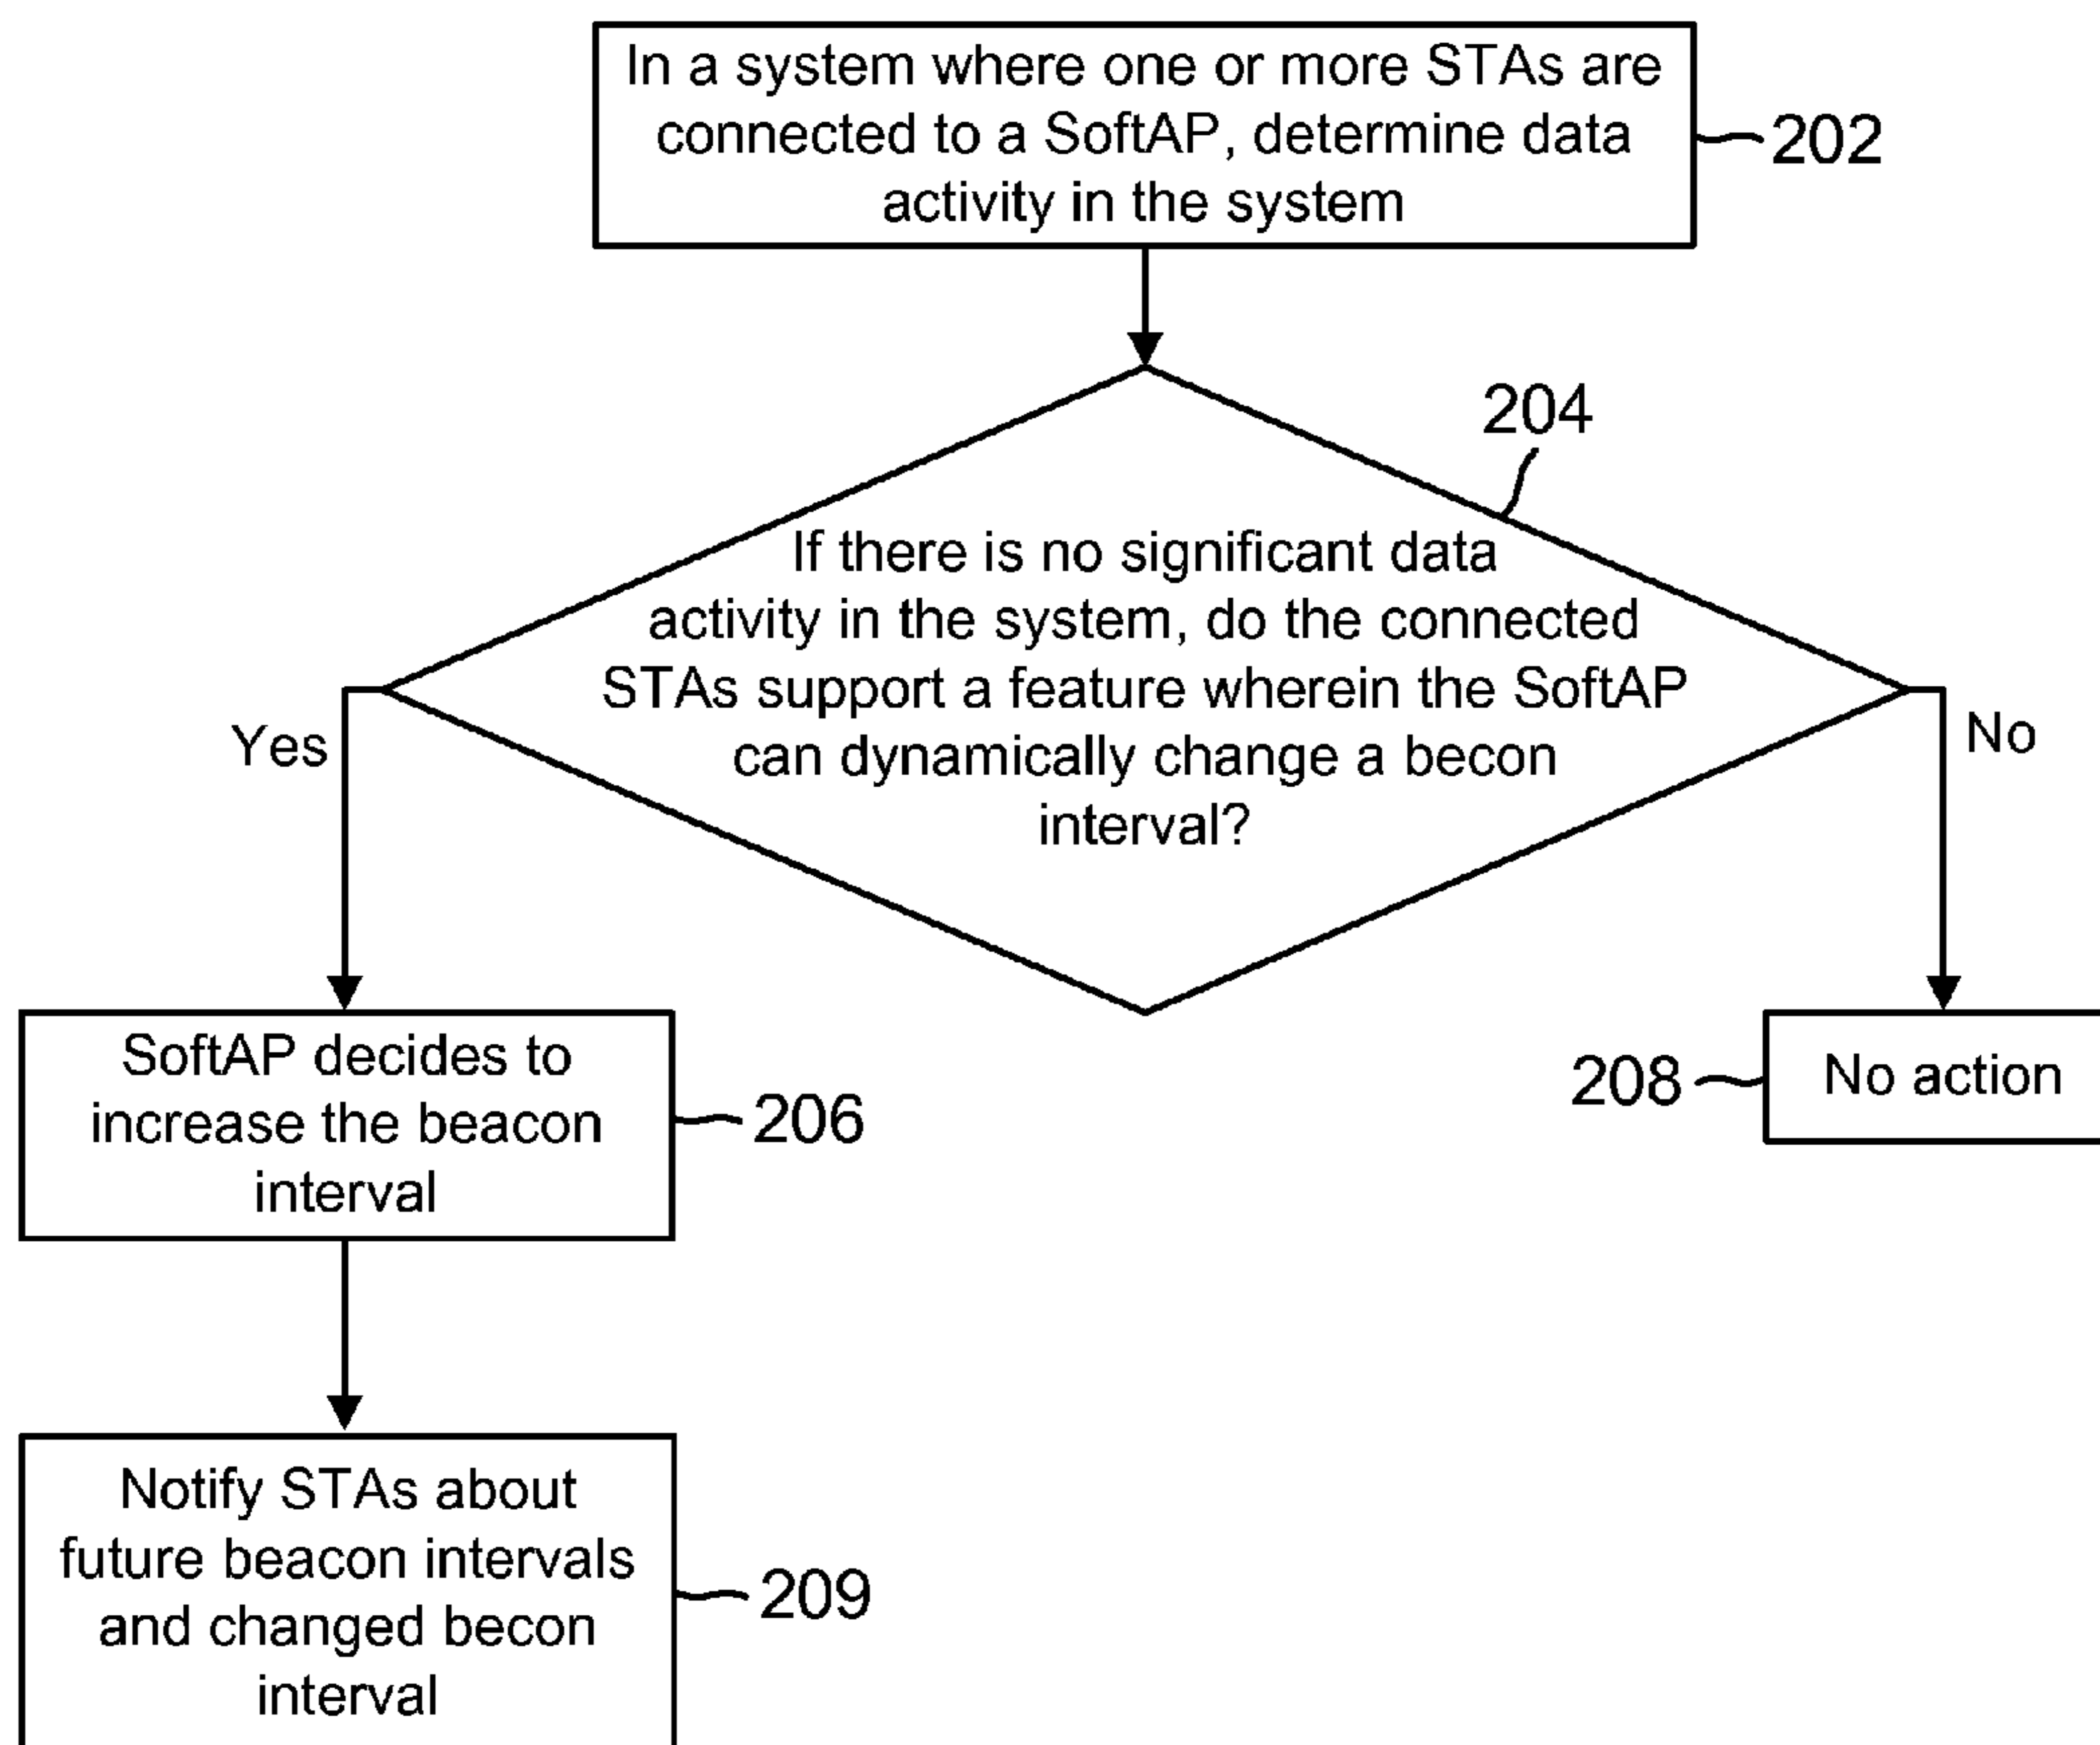 In a system where one or more STAs are
connected to a SoftAP, determine data
activity in the system
202
204
If there is no significant data
activity in the system, do the connected
STAs support a feature wherein the SoftAP
can dynamically change a becon
interval?
Yes
No
SoftAP decides to
increase the beacon
interval
206
208
No action
Notify STAs about
future beacon intervals
and changed becon
interval
209